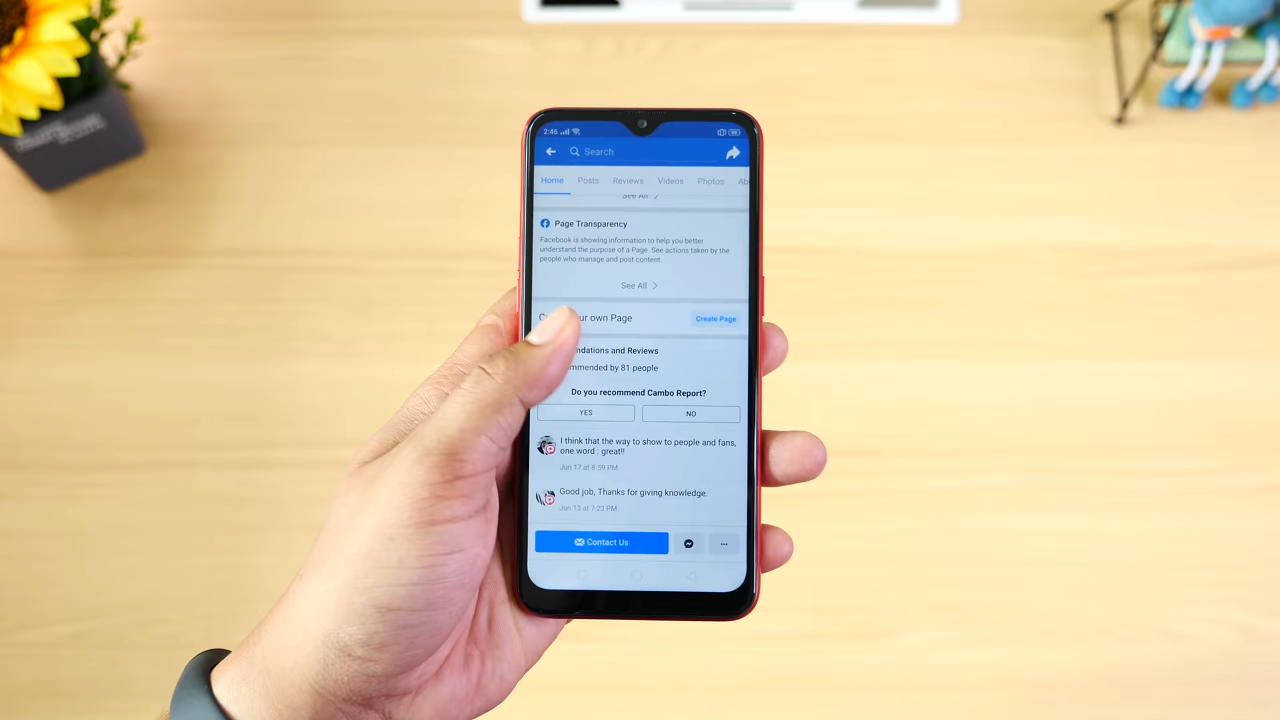 2:46
Search
Home Posts Reviews Videos Photos Ab
See All
Page Transparency
Facebook is showing information to help you better
understand the purpose of a Page. See actions taken by the
people who manage and post content.
See All
C ur own Page Create Page
ndations and Reviews
mmended by 81 people
Do you recommend Cambo Report?
YES NO
I think that the way to show to people and fans,
one word : great!!
Jun 17 at 8:59 PM
Good job, Thanks for giving knowledge.
Jun 13 at 7:23 PM
Contact Us